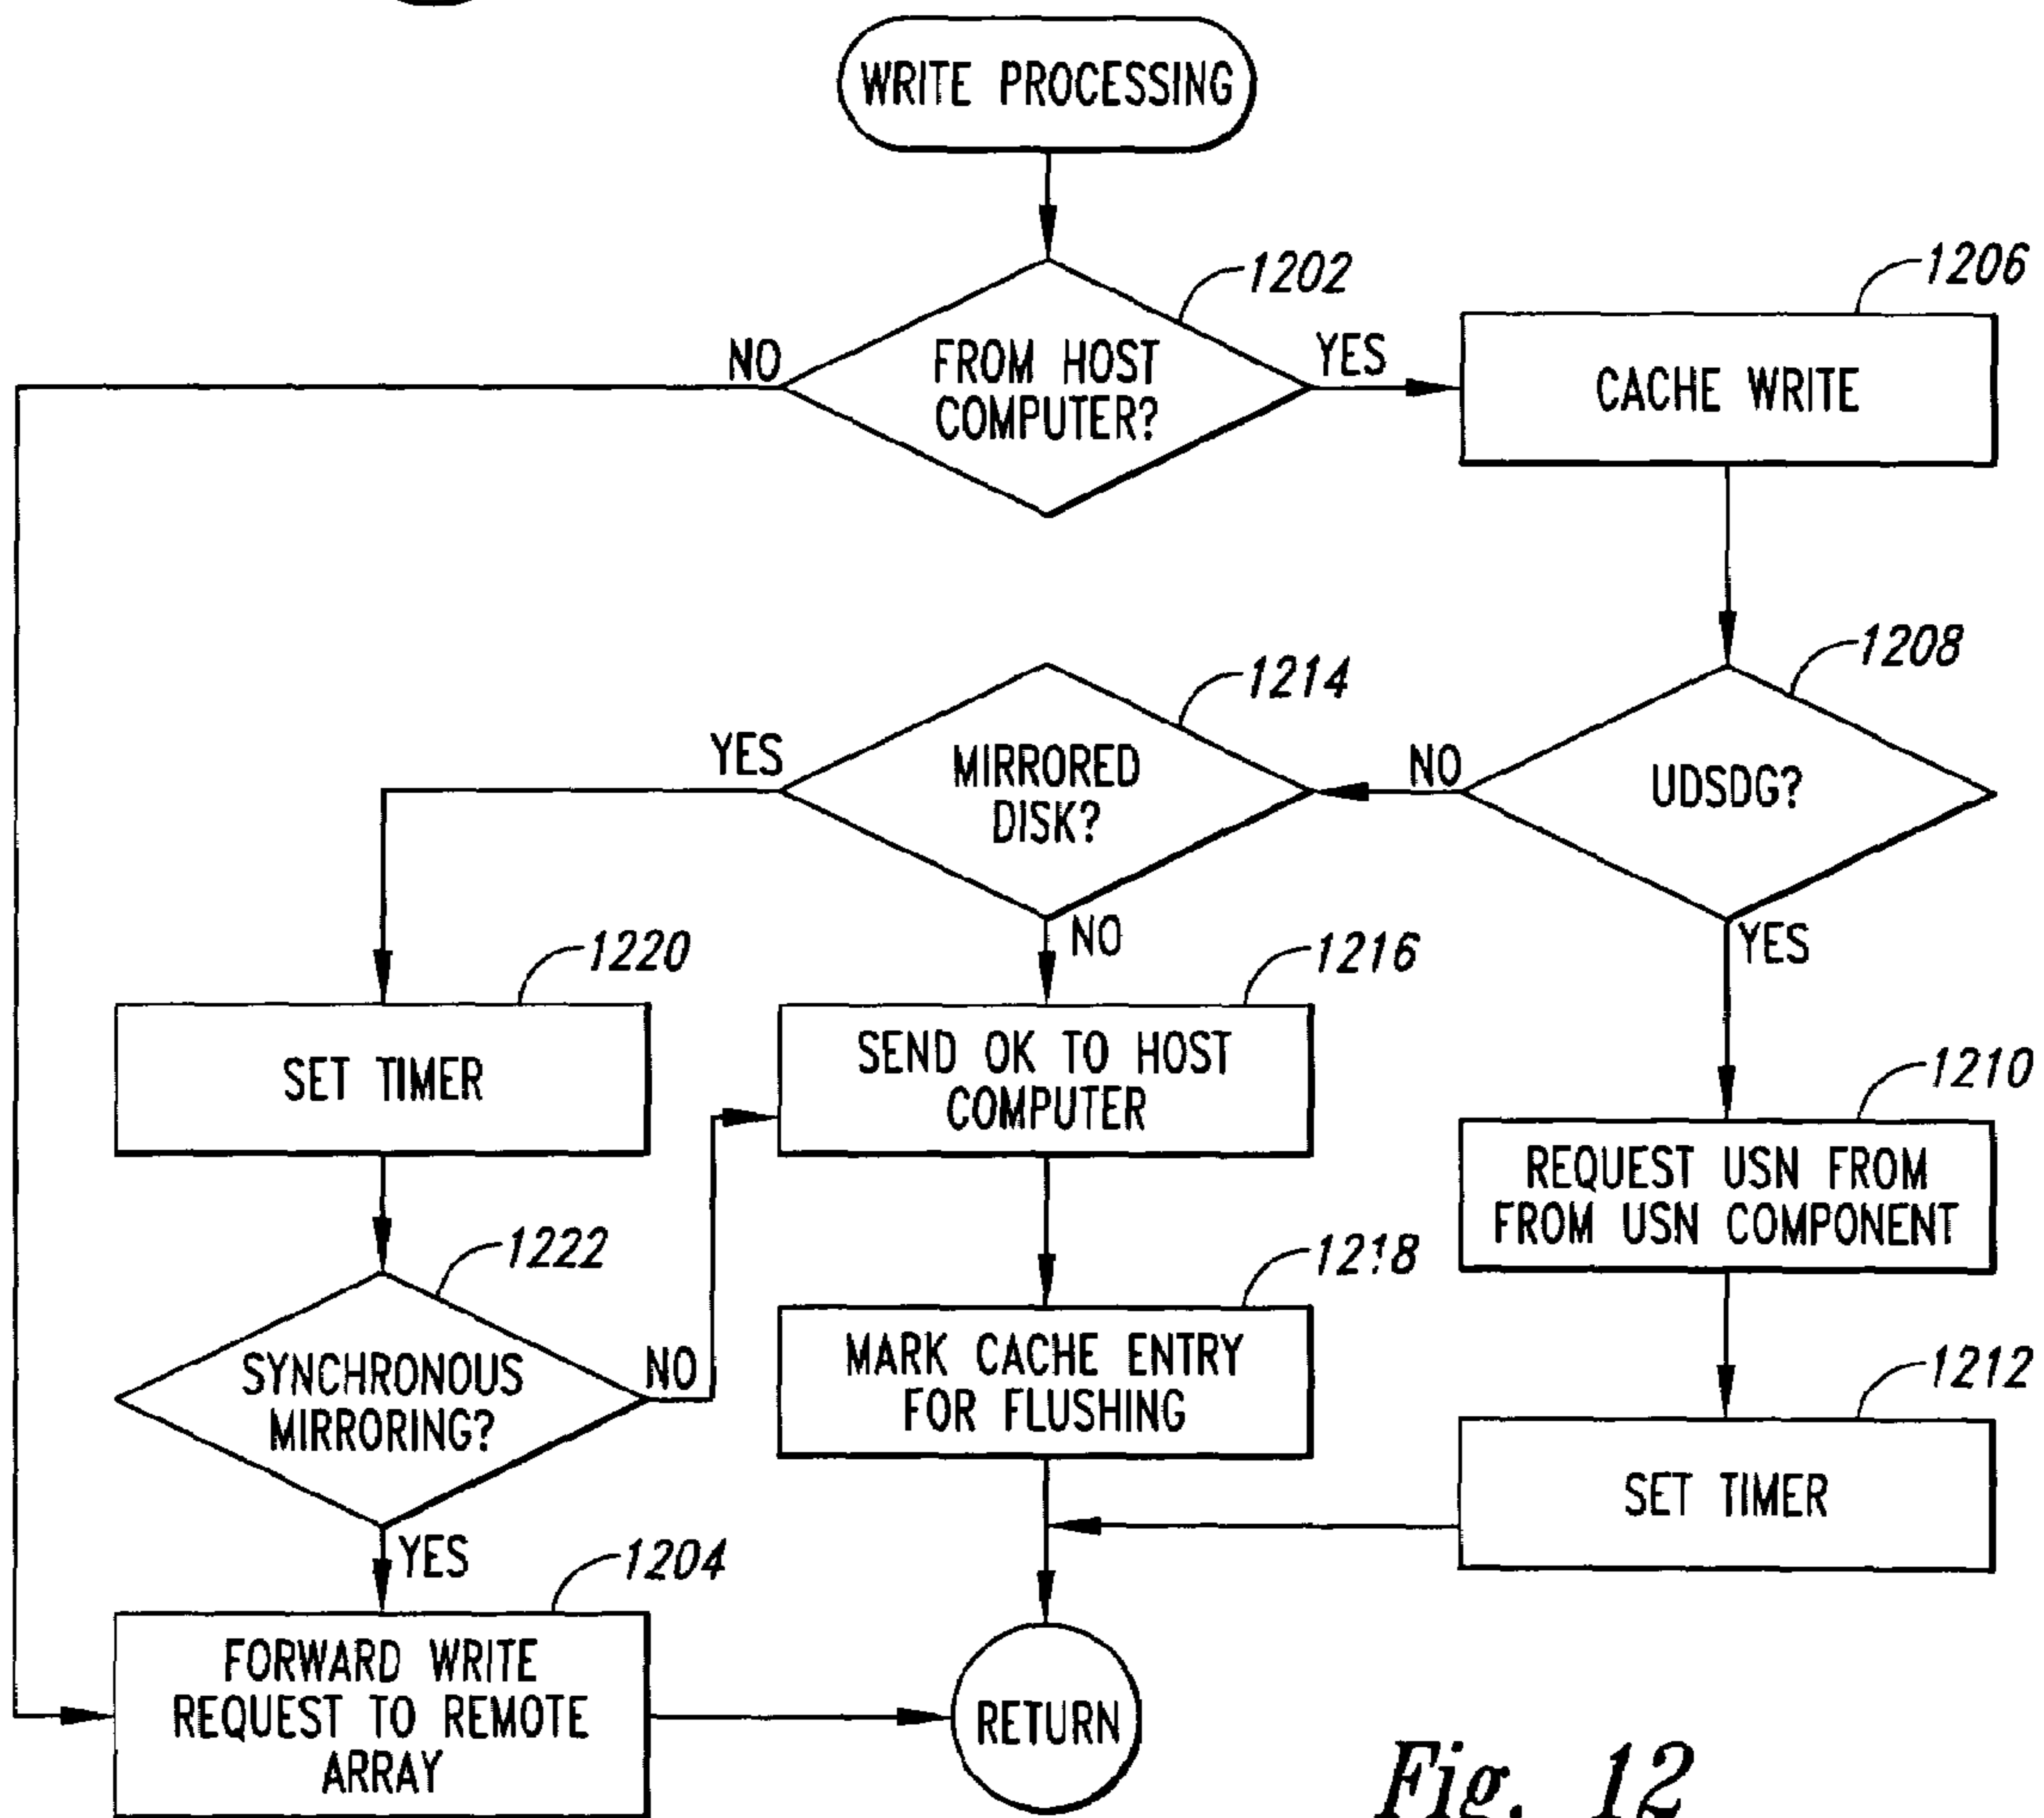 WRITE PROCESSING
1202
FROM HOST
COMPUTER?
NO
YES
1206
CACHE WRITE
1208
UDSDG?
NO
YES
1214
MIRRORED
DISK?
YES
NO
1220
SET TIMER
1216
SEND OK TO HOST
COMPUTER
1210
REQUEST USN FROM
FROM USN COMPONENT
1222
SYNCHRONOUS
MIRRORING?
NO
YES
1218
MARK CACHE ENTRY
FOR FLUSHING
1212
SET TIMER
1204
FORWARD WRITE
REQUEST TO REMOTE
ARRAY
RETURN
Fig. 12